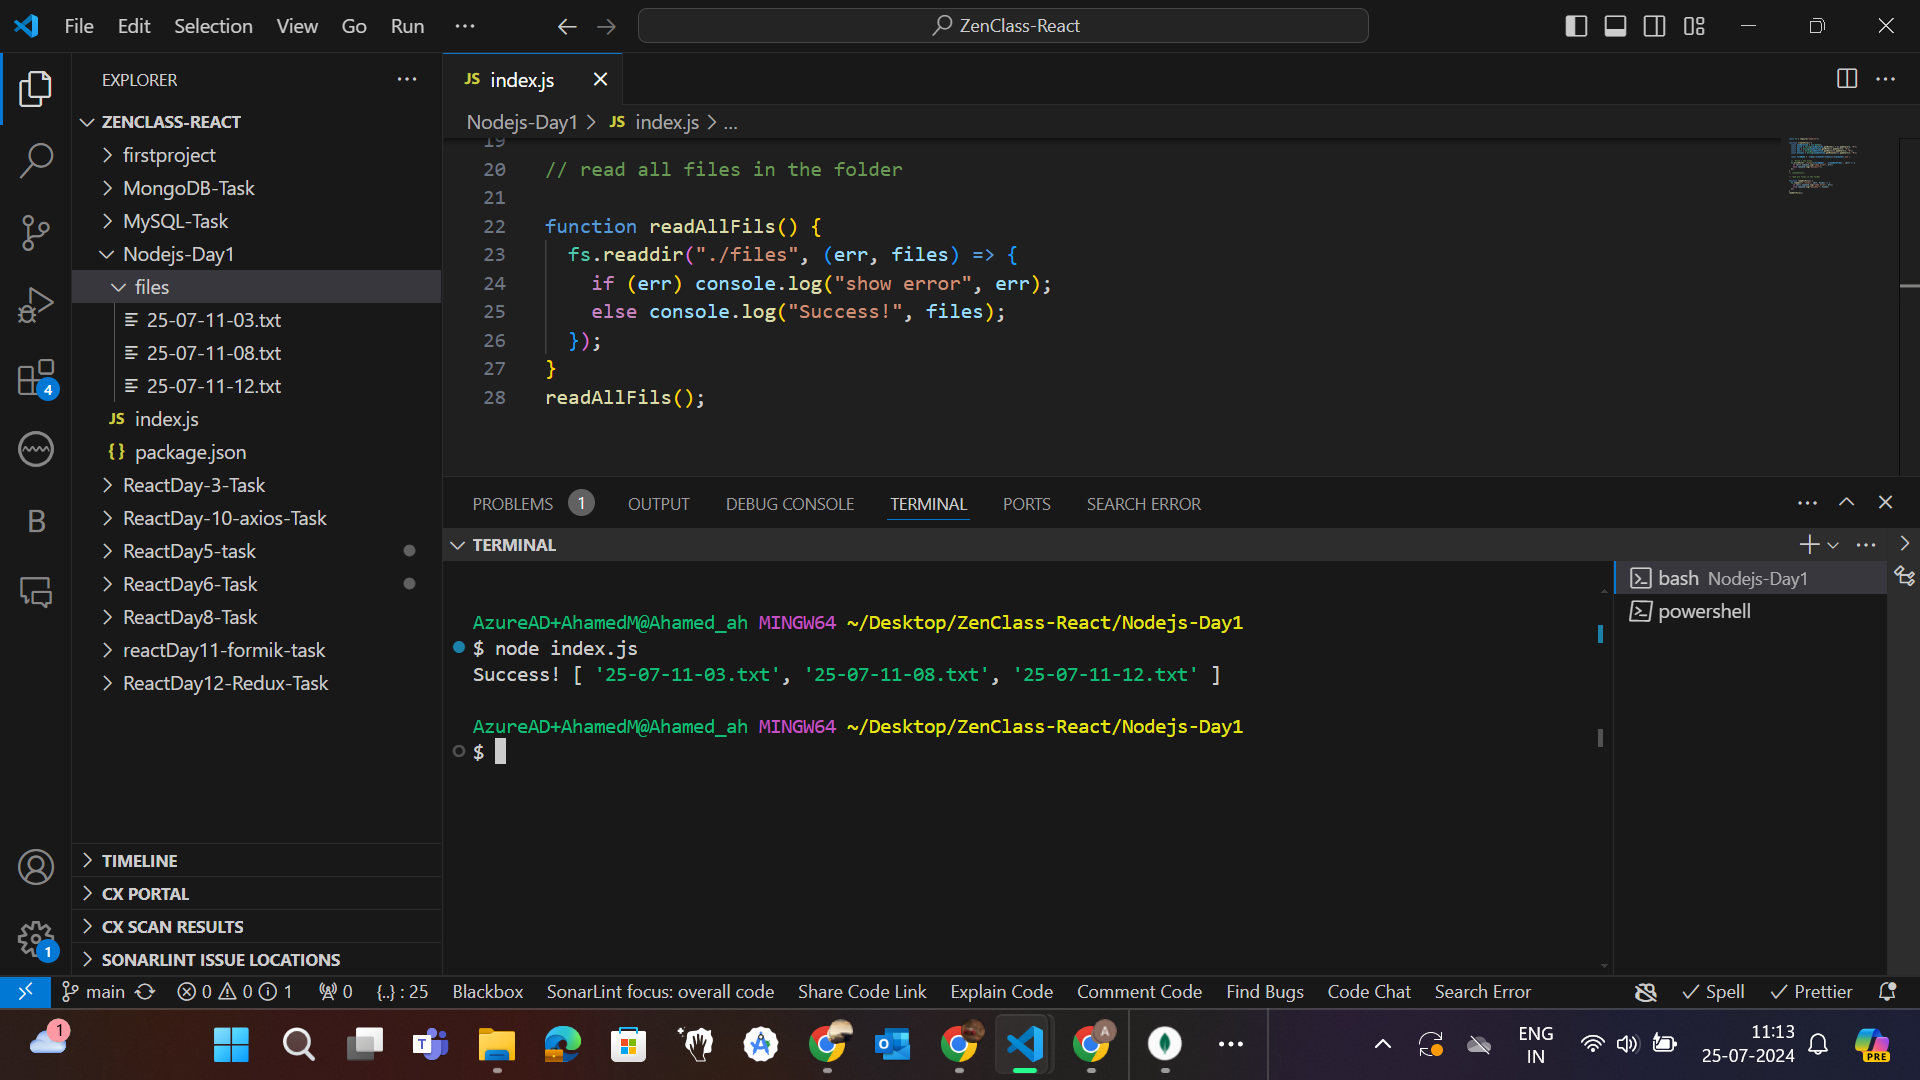 File Edit Selection View Go Run
ZenClass-React
EXPLORER
ZENCLASS-REACT
firstproject
MongoDB-Task
MySQL-Task
Nodejs-Day1
files
25-07-11-03.txt
25-07-11-08.txt
25-07-11-12.txt
JS index.js
{} package.json
ReactDay-3-Task
ReactDay-10-axios-Task
ReactDay5-task
ReactDay6-Task
ReactDay8-Task
reactDay11-formik-task
ReactDay12-Redux-Task
TIMELINE
CX PORTAL
CX SCAN RESULTS
SONARLINT ISSUE LOCATIONS
4
B
1
JS index.js
Nodejs-Day1 > JS index.js > ...
19
20 // read all files in the folder
21
22 function readAllFils() {
23 fs.readdir("./files", (err, files) => {
24 if (err) console.log("show error", err);
25 else console.log("Success!", files);
26 });
27 }
28 readAllFils();
PROBLEMS 1 OUTPUT DEBUG CONSOLE TERMINAL PORTS SEARCH ERROR
TERMINAL
AzureAD+AhamedM@Ahamed_ah MINGW64 ~/Desktop/ZenClass-React/Nodejs-Day1
$ node index.js
Success! [ '25-07-11-03.txt', '25-07-11-08.txt', '25-07-11-12.txt' ]
AzureAD+AhamedM@Ahamed_ah MINGW64 ~/Desktop/ZenClass-React/Nodejs-Day1
$
bash Nodejs-Day1
powershell
main 0 0 1 0 {..} : 25 Blackbox SonarLint focus: overall code Share Code Link Explain Code Comment Code Find Bugs Code Chat Search Error Spell Prettier
1
A
ENG
IN
11:13
25-07-2024
PRE